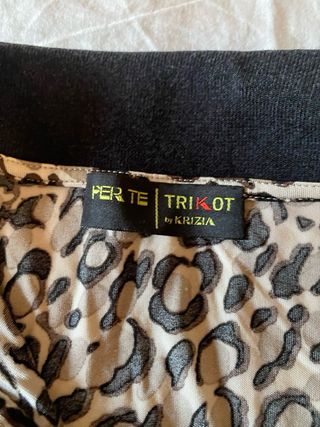 PER TE | TRIKOT
by KRIZIA